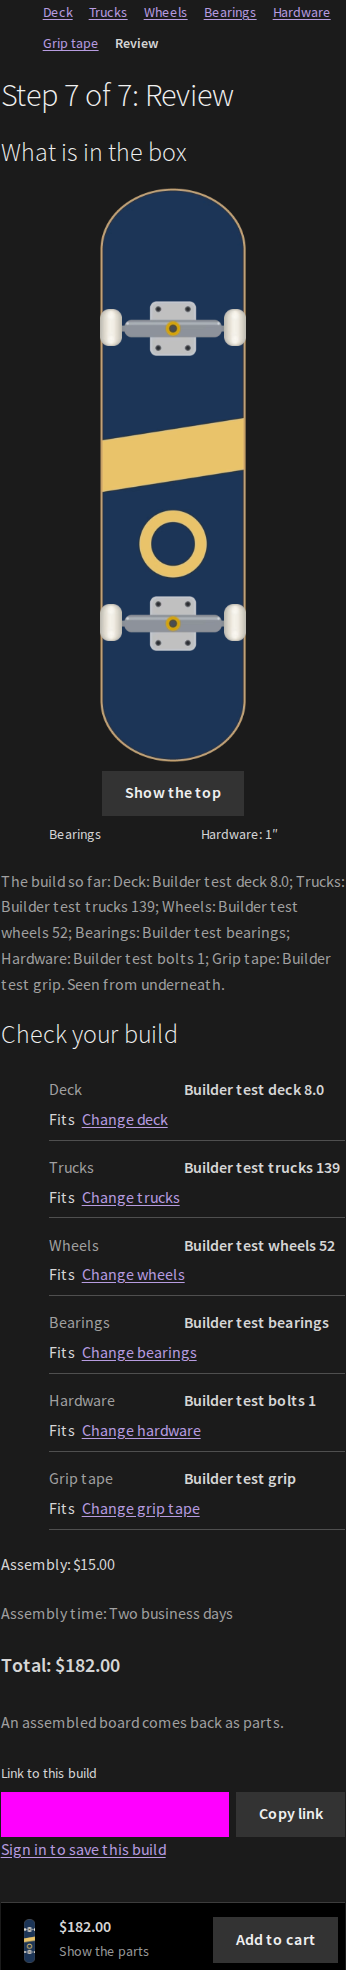 Deck Trucks Wheels Bearings Hardware
Grip tape Review
Step 7 of 7: Review
What is in the box
Show the top
Bearings Hardware: 1"
The build so far: Deck: Builder test deck 8.0; Trucks:
Builder test trucks 139; Wheels: Builder test
wheels 52; Bearings: Builder test bearings;
Hardware: Builder test bolts 1; Grip tape: Builder
test grip. Seen from underneath.
Check your build
Deck Builder test deck 8.0
Fits Change deck
Trucks Builder test trucks 139
Fits Change trucks
Wheels Builder test wheels 52
Fits Change wheels
Bearings Builder test bearings
Fits Change bearings
Hardware Builder test bolts 1
Fits Change hardware
Grip tape Builder test grip
Fits Change grip tape
Assembly: $15.00
Assembly time: Two business days
Total: $182.00
An assembled board comes back as parts.
Link to this build
Copy link
Sign in to save this build
$182.00
Show the parts
Add to cart